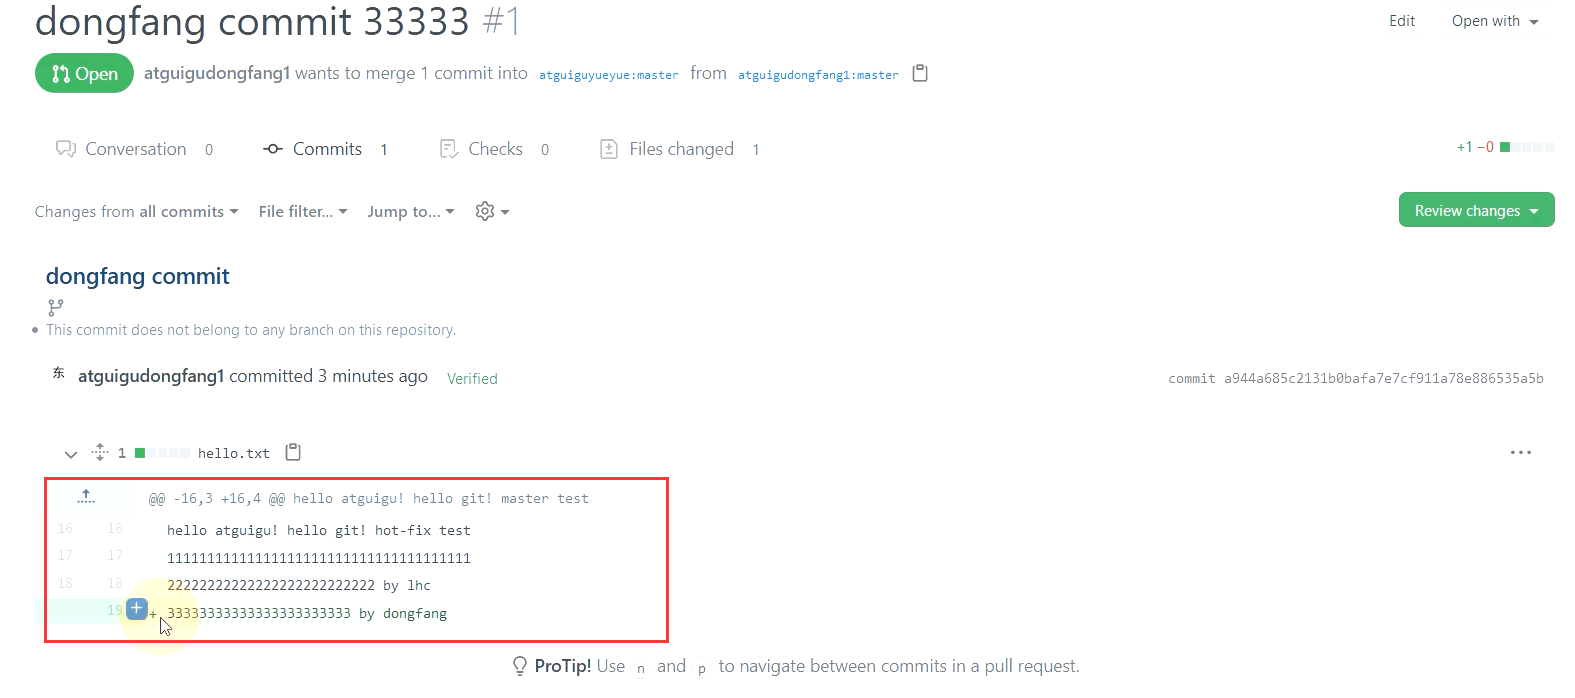 dongfang commit 33333 #1
Edit Open with
Open atguigudongfang1 wants to merge 1 commit into atguiguyueyue:master from atguigudongfang1:master
Conversation 0 Commits 1 Checks 0 Files changed 1
+1 −0
Changes from all commits File filter... Jump to...
Review changes
dongfang commit
This commit does not belong to any branch on this repository.
东 atguigudongfang1 committed 3 minutes ago Verified
commit a944a685c2131b0bafa7e7cf911a78e886535a5b
1 hello.txt
@@ -16,3 +16,4 @@ hello atguigu! hello git! master test
16 16 hello atguigu! hello git! hot-fix test
17 17 11111111111111111111111111111111111111
18 18 22222222222222222222222222 by lhc
19 + 33333333333333333333333 by dongfang
ProTip! Use n and p to navigate between commits in a pull request.